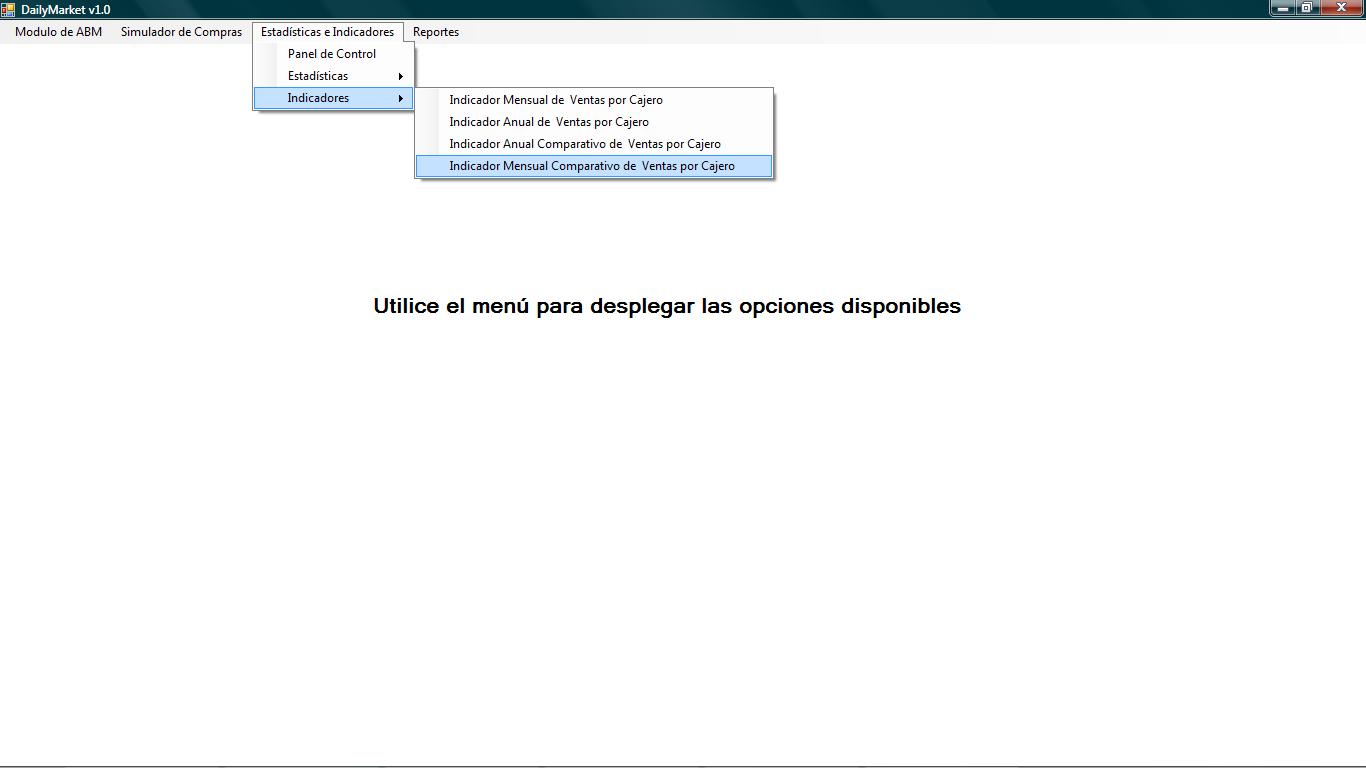 DailyMarket v1.0
Modulo de ABM Simulador de Compras Estadísticas e Indicadores Reportes
Panel de Control
Estadísticas
Indicadores
Indicador Mensual de  Ventas por Cajero
Indicador Anual de  Ventas por Cajero
Indicador Anual Comparativo de  Ventas por Cajero
Indicador Mensual Comparativo de  Ventas por Cajero
Utilice el menú para desplegar las opciones disponibles